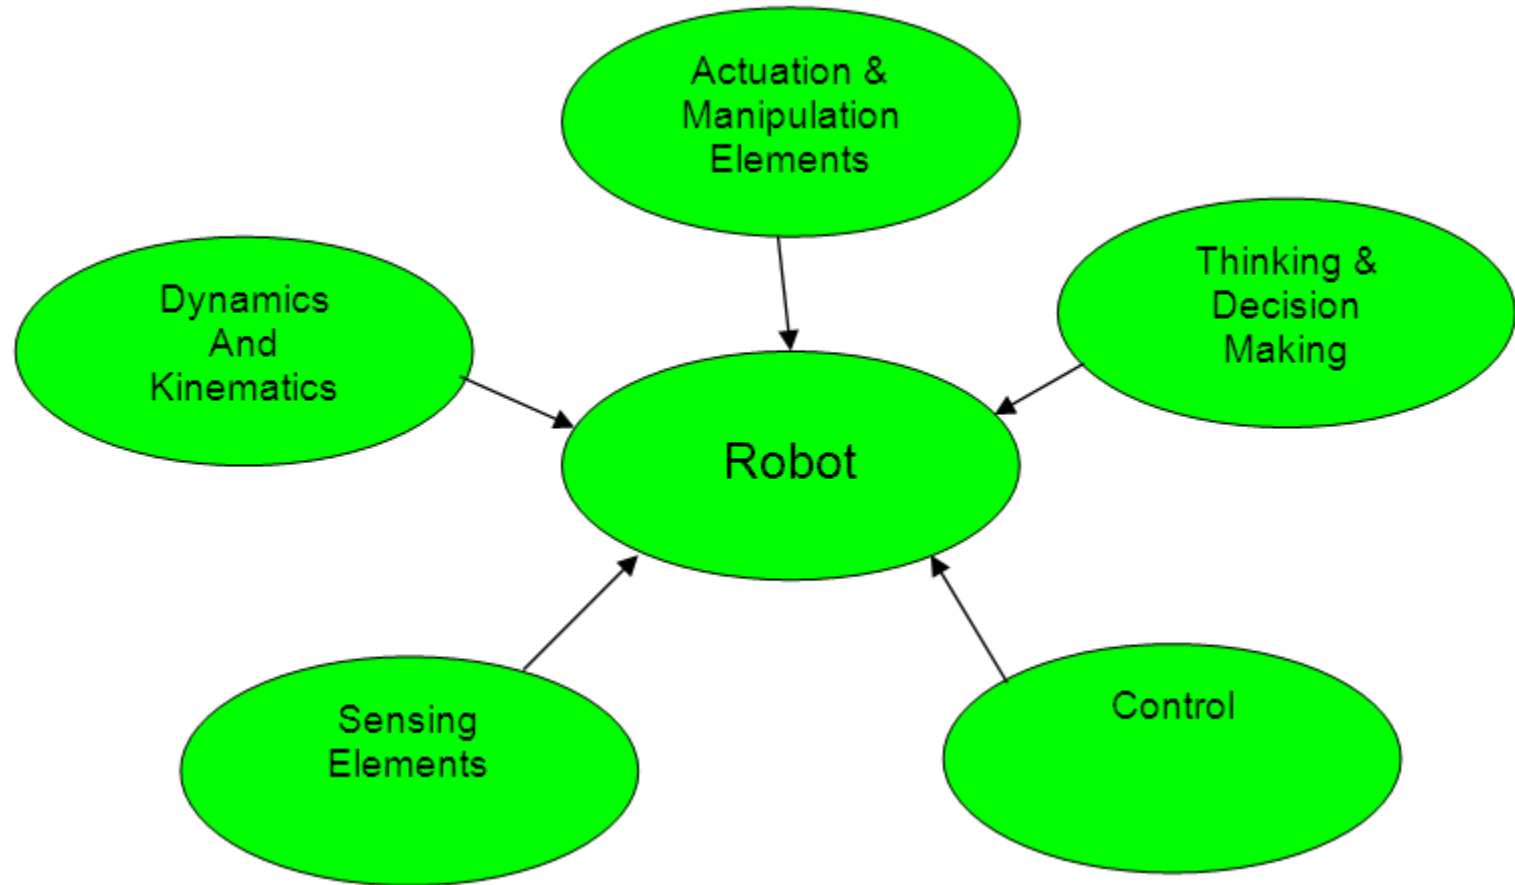 Actuation &
Manipulation
Elements
Thinking &
Decision
Making
Dynamics
And
Kinematics
Robot
Sensing
Elements
Control